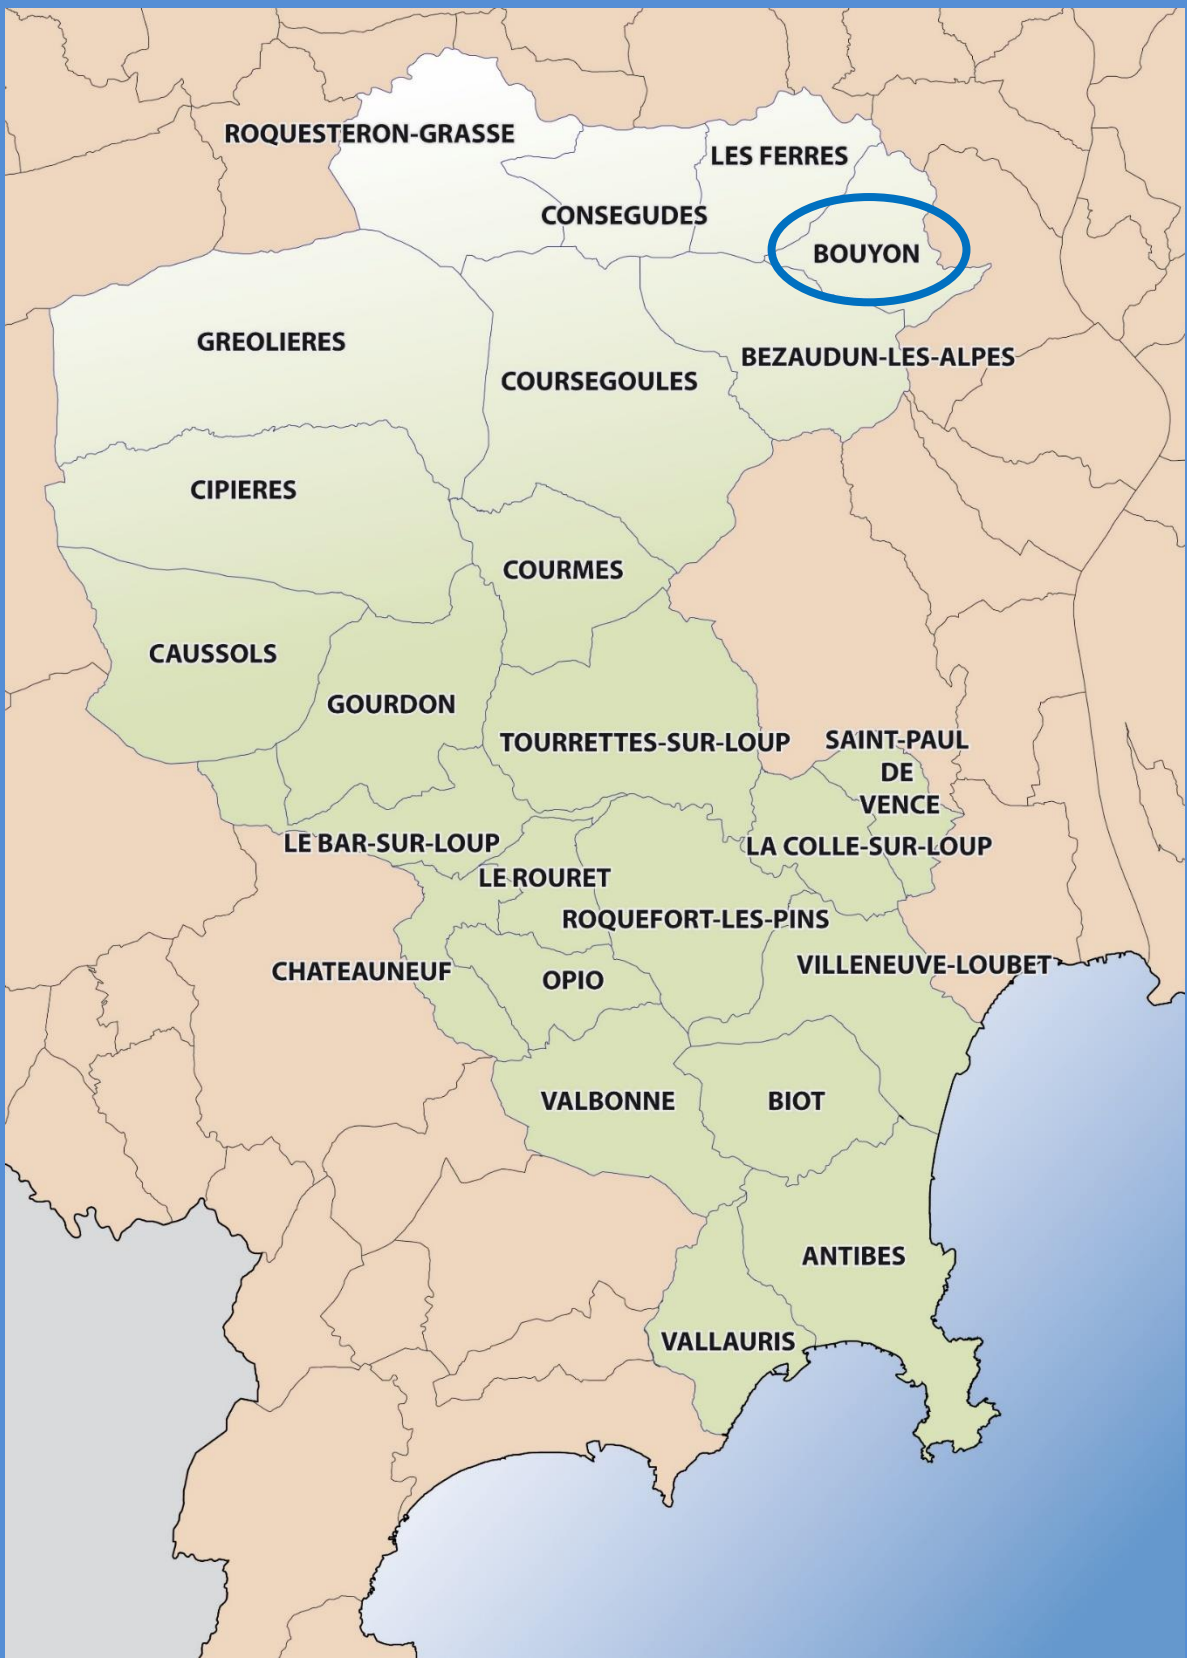 ROQUESTERON-GRASSE
LES FERRES
CONSEGUDES
BOUYON
GREOLIERES
BEZAUDUN-LES-ALPES
COURSEGOULES
CIPIERES
COURMES
CAUSSOLS
GOURDON
TOURRETTES-SUR-LOUP
SAINT-PAUL
DE
VENCE
LE BAR-SUR-LOUP
LA COLLE-SUR-LOUP
LE ROURET
ROQUEFORT-LES-PINS
CHATEAUNEUF
OPIO
VILLENEUVE-LOUBET
VALBONNE
BIOT
ANTIBES
VALLAURIS